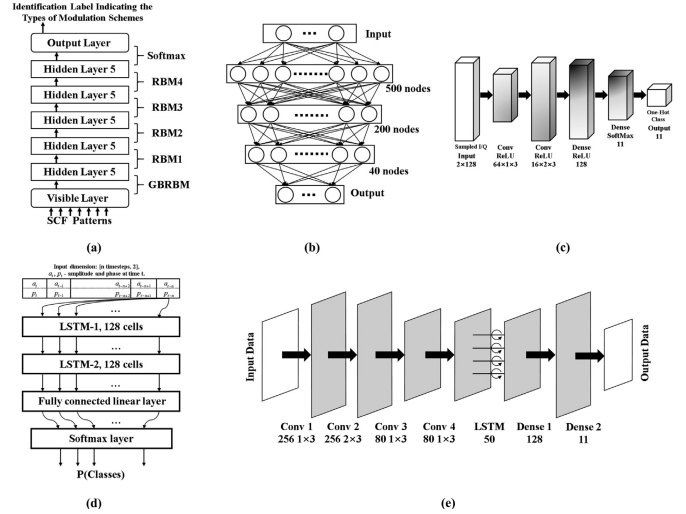 Identification Label Indicating the
Types of Modulation Schemes
Output Layer
Softmax
Hidden Layer 5
RBM4
Hidden Layer 5
RBM3
Hidden Layer 5
RBM2
Hidden Layer 5
RBM1
Hidden Layer 5
GBRBM
Visible Layer
SCF Patterns
(a)
Input
500 nodes
200 nodes
40 nodes
Output
(b)
Sampled I/Q
Input
2×128
Conv
ReLU
64×1×3
Conv
ReLU
16×2×3
Dense
ReLU
128
Dense
SoftMax
11
One-Hot
Class
Output
11
(c)
Input dimension: [n timesteps, 2],
aₜ, pₜ - amplitude and phase at time t.
aₜ aₜ₋₁ aₜ₋ₙ₊₂ aₜ₋ₙ₊₁ aₜ₋ₙ
pₜ pₜ₋₁ pₜ₋ₙ₊₂ pₜ₋ₙ₊₁ pₜ₋ₙ
...
LSTM-1, 128 cells
...
LSTM-2, 128 cells
...
Fully connected linear layer
...
Softmax layer
P(Classes)
(d)
Input Data
Output Data
Conv 1 Conv 2 Conv 3 Conv 4 LSTM Dense 1 Dense 2
256 1×3 256 2×3 80 1×3 80 1×3 50 128 11
(e)